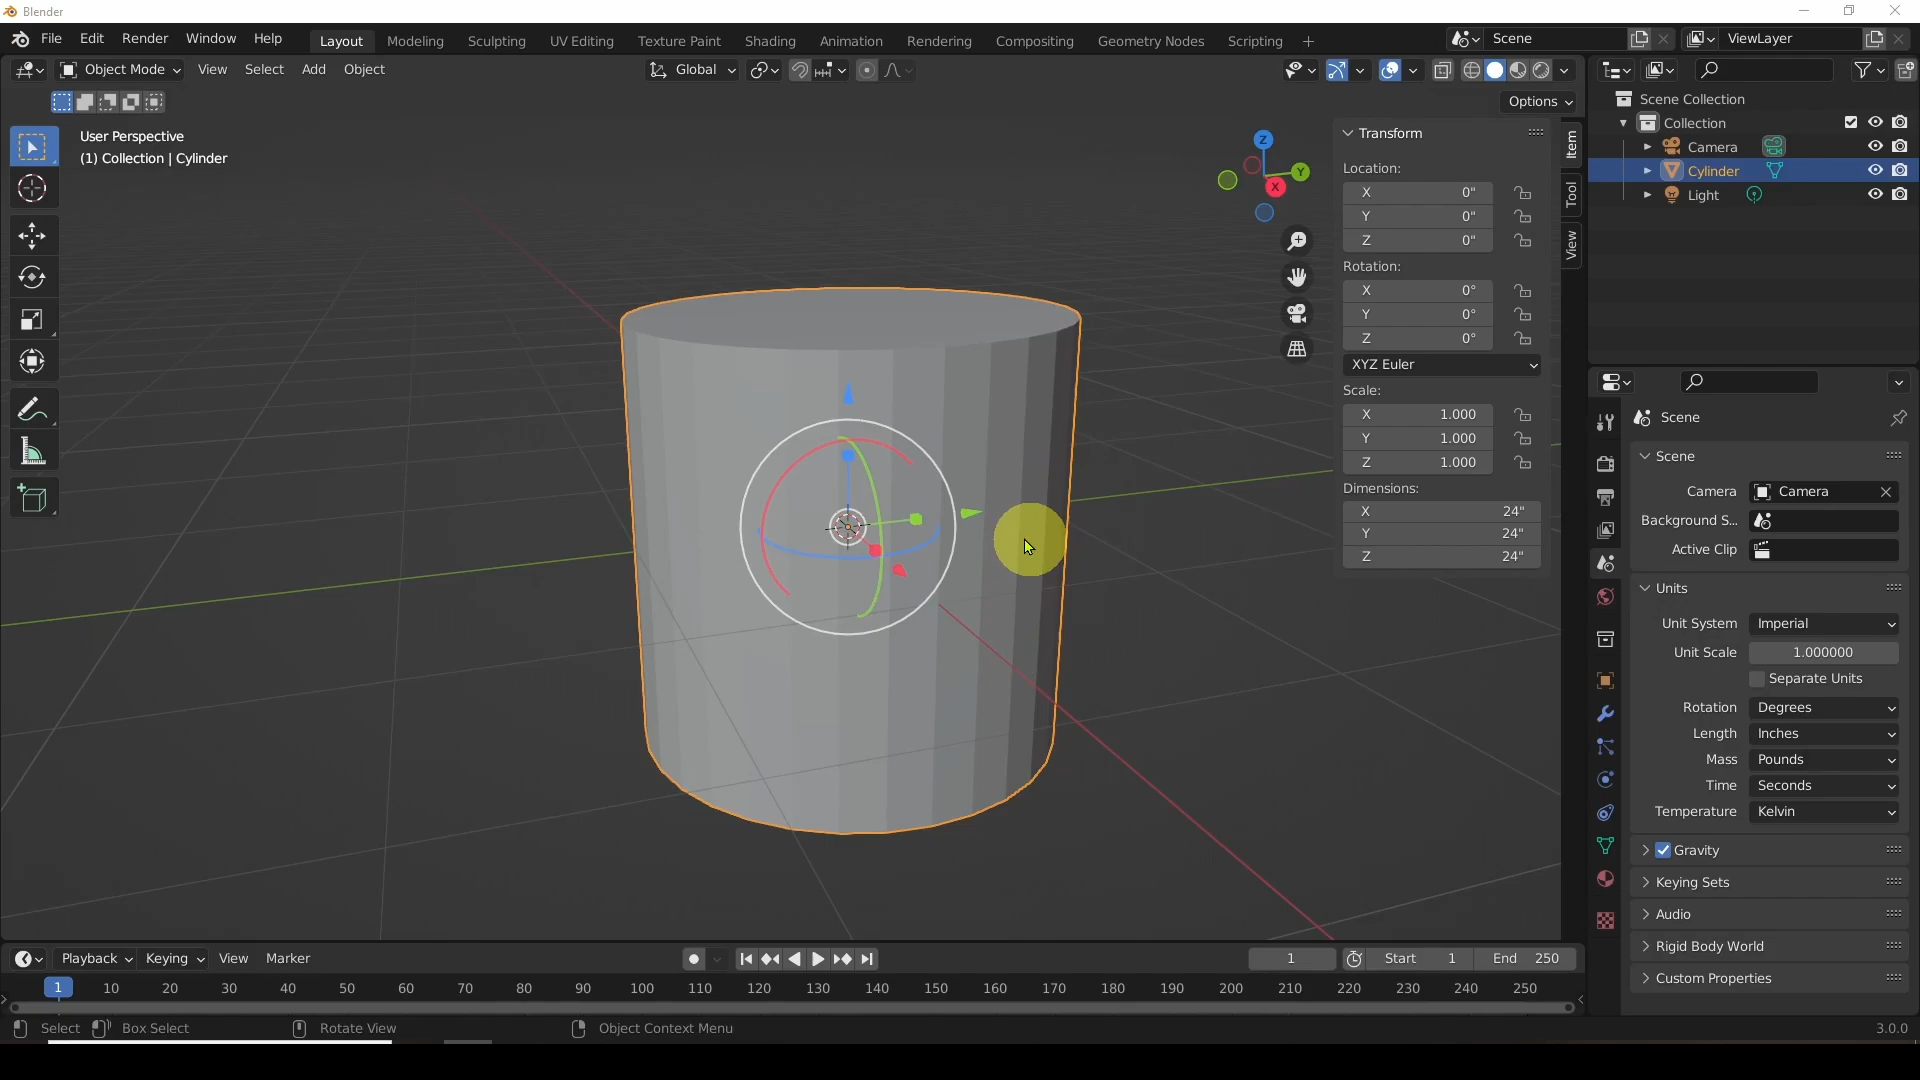 Blender
File Edit Render Window Help Layout Modeling Sculpting UV Editing Texture Paint Shading Animation Rendering Compositing Geometry Nodes Scripting + Scene ViewLayer
Object Mode View Select Add Object Global
Options
User Perspective
(1) Collection | Cylinder
Z
Y
X
Item
Tool
View
Transform
Location:
X 0"
Y 0"
Z 0"
Rotation:
X 0°
Y 0°
Z 0°
XYZ Euler
Scale:
X 1.000
Y 1.000
Z 1.000
Dimensions:
X 24"
Y 24"
Z 24"
Scene Collection
Collection
Camera
Cylinder
Light
Scene
Scene
Camera Camera
Background S...
Active Clip
Units
Unit System Imperial
Unit Scale 1.000000
Separate Units
Rotation Degrees
Length Inches
Mass Pounds
Time Seconds
Temperature Kelvin
Gravity
Keying Sets
Audio
Rigid Body World
Custom Properties
Playback Keying View Marker 1 Start 1 End 250
1 10 20 30 40 50 60 70 80 90 100 110 120 130 140 150 160 170 180 190 200 210 220 230 240 250
Select Box Select Rotate View Object Context Menu 3.0.0